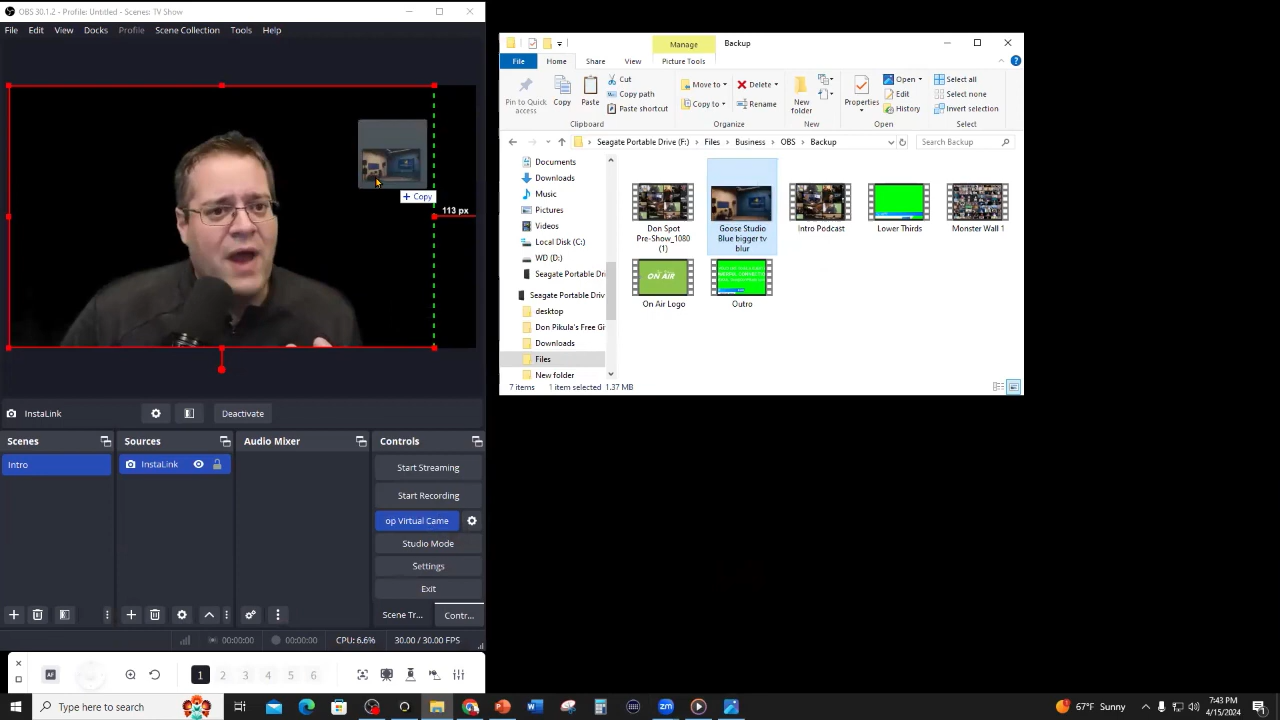 OBS 30.1.2 - Profile: Untitled - Scenes: TV Show
File Edit View Docks Profile Scene Collection Tools Help
Copy
113 px
InstaLink Deactivate
Scenes Sources Audio Mixer Controls
Intro InstaLink
Start Streaming
Start Recording
op Virtual Came
Studio Mode
Settings
Exit
Scene Tr... Contr...
00:00:00 00:00:00 CPU: 6.6% 30.00 / 30.00 FPS
AF 1 2 3 4 5 6
Manage Backup
File Home Share View Picture Tools
Pin to Quick access
Copy
Paste
Cut
Copy path
Paste shortcut
Clipboard
Move to
Copy to
Delete
Rename
Organize
New folder
New
Properties
Open
Edit
History
Open
Select all
Select none
Invert selection
Select
Seagate Portable Drive (F:) Files Business OBS Backup Search Backup
Documents
Downloads
Music
Pictures
Videos
Local Disk (C:)
WD (D:)
Seagate Portable Dri
Seagate Portable Driv
desktop
Don Pikula's Free Gi
Downloads
Files
New folder
Don Spot Pre-Show_1080 (1)
Goose Studio Blue bigger tv blur
Intro Podcast
Lower Thirds
Monster Wall 1
ON AIR
On Air Logo
Outro
7 items 1 item selected 1.37 MB
Type here to search
67°F Sunny
7:43 PM
4/15/2024